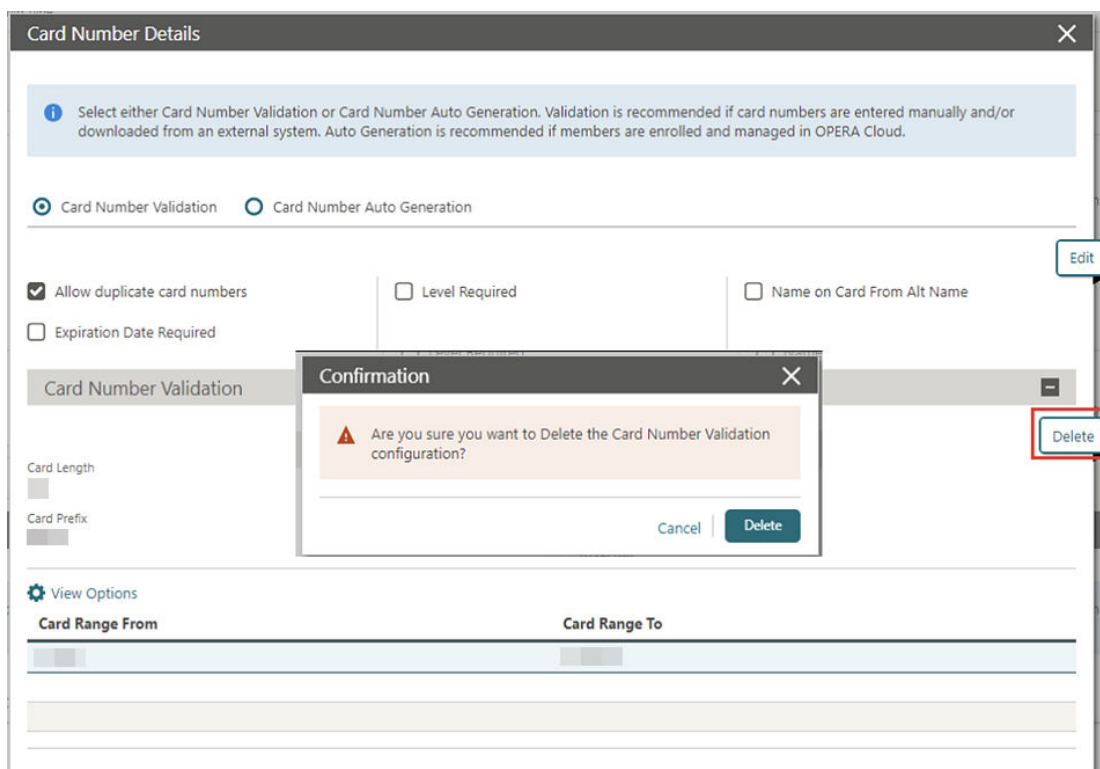 Card Number Details
Select either Card Number Validation or Card Number Auto Generation. Validation is recommended if card numbers are entered manually and/or
downloaded from an external system. Auto Generation is recommended if members are enrolled and managed in OPERA Cloud.
Card Number Validation
Card Number Auto Generation
Edit
Allow duplicate card numbers
Level Required
Name on Card From Alt Name
Expiration Date Required
Card Number Validation
Delete
Confirmation
Are you sure you want to Delete the Card Number Validation
configuration?
Cancel
Delete
Card Length
Card Prefix
View Options
Card Range From
Card Range To